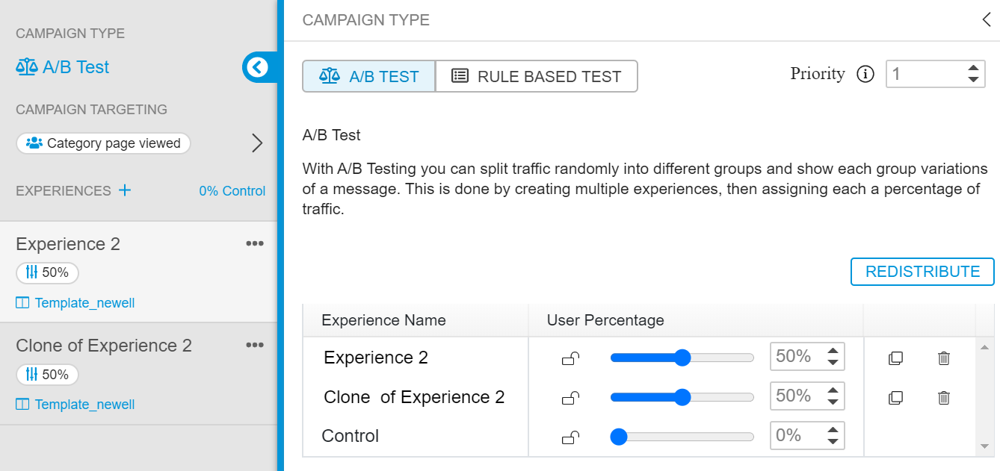 CAMPAIGN TYPE
A/B Test
CAMPAIGN TARGETING
Category page viewed
EXPERIENCES + 0% Control
Experience 2
50%
Template_newell
Clone of Experience 2
50%
Template_newell
CAMPAIGN TYPE
A/B TEST RULE BASED TEST Priority 1
A/B Test
With A/B Testing you can split traffic randomly into different groups and show each group variations
of a message. This is done by creating multiple experiences, then assigning each a percentage of
traffic.
REDISTRIBUTE
Experience Name User Percentage
Experience 2 50%
Clone of Experience 2 50%
Control 0%